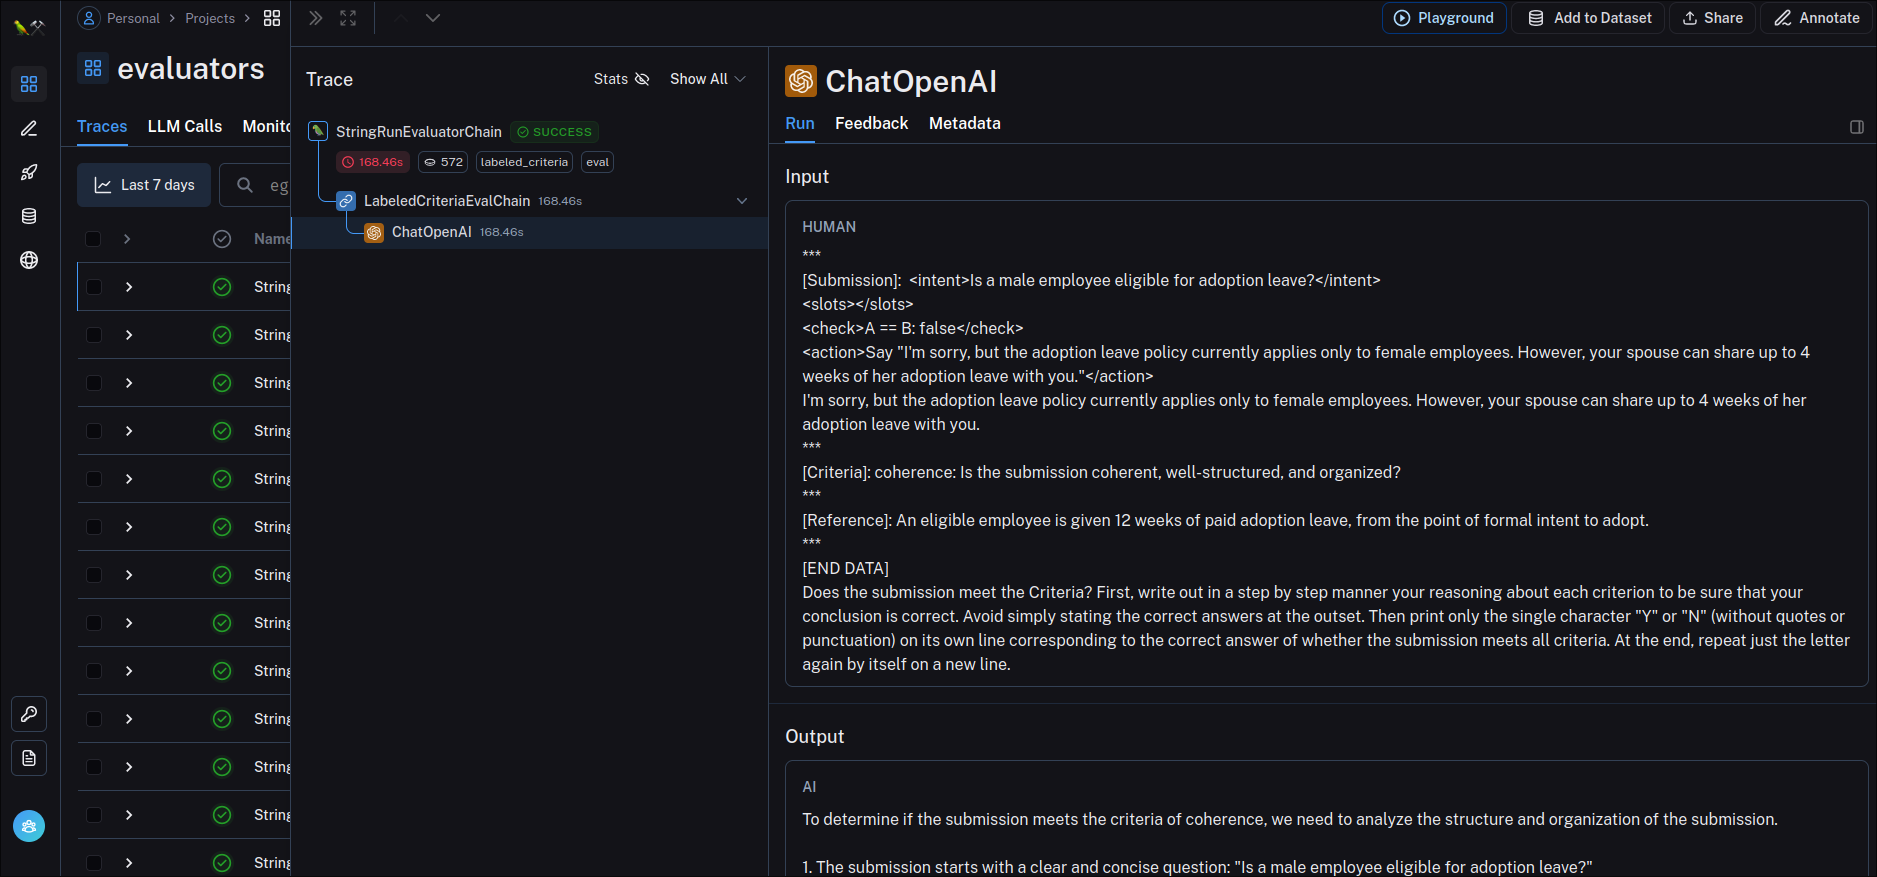 Personal > Projects >
evaluators
Traces LLM Calls Monito
Last 7 days
eg
Name
String
String
String
String
String
String
String
String
String
String
String
String
String
Trace
Stats
Show All
StringRunEvaluatorChain SUCCESS
168.46s 572 labeled_criteria eval
LabeledCriteriaEvalChain 168.46s
ChatOpenAI 168.46s
Playground Add to Dataset Share Annotate
ChatOpenAI
Run Feedback Metadata
Input
HUMAN
***
[Submission]: <intent>Is a male employee eligible for adoption leave?</intent>
<slots></slots>
<check>A == B: false</check>
<action>Say "I'm sorry, but the adoption leave policy currently applies only to female employees. However, your spouse can share up to 4
weeks of her adoption leave with you."</action>
I'm sorry, but the adoption leave policy currently applies only to female employees. However, your spouse can share up to 4 weeks of her
adoption leave with you.
***
[Criteria]: coherence: Is the submission coherent, well-structured, and organized?
***
[Reference]: An eligible employee is given 12 weeks of paid adoption leave, from the point of formal intent to adopt.
***
[END DATA]
Does the submission meet the Criteria? First, write out in a step by step manner your reasoning about each criterion to be sure that your
conclusion is correct. Avoid simply stating the correct answers at the outset. Then print only the single character "Y" or "N" (without quotes or
punctuation) on its own line corresponding to the correct answer of whether the submission meets all criteria. At the end, repeat just the letter
again by itself on a new line.
Output
AI
To determine if the submission meets the criteria of coherence, we need to analyze the structure and organization of the submission.
1. The submission starts with a clear and concise question: "Is a male employee eligible for adoption leave?"